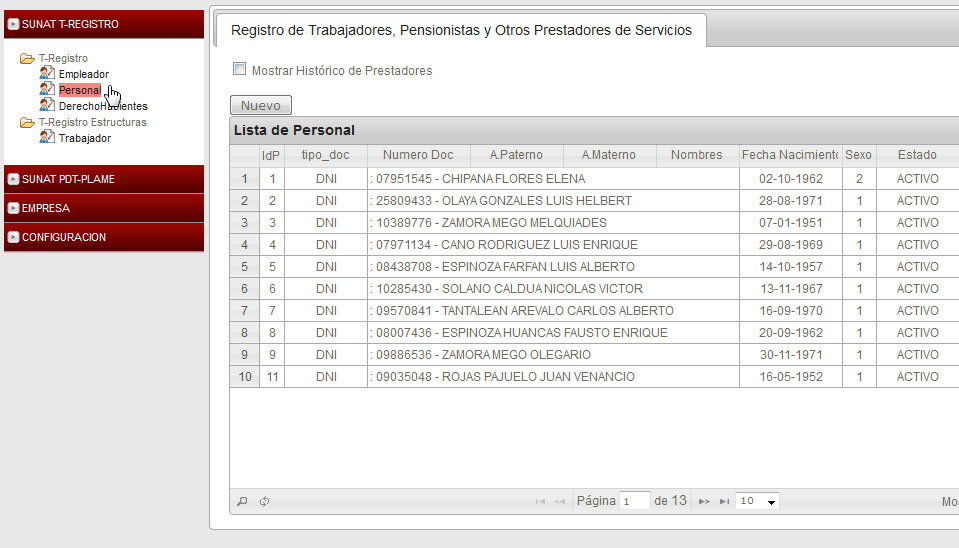 SUNAT T-REGISTRO
T-Registro
Empleador
Personal
DerechoHabientes
T-Registro Estructuras
Trabajador
SUNAT PDT-PLAME
EMPRESA
CONFIGURACION
Registro de Trabajadores, Pensionistas y Otros Prestadores de Servicios
Mostrar Histórico de Prestadores
Nuevo
Lista de Personal
IdP tipo_doc Numero Doc A.Paterno A.Materno Nombres Fecha Nacimiento Sexo Estado
1 1 DNI : 07951545 - CHIPANA FLORES ELENA 02-10-1962 2 ACTIVO
2 2 DNI : 25809433 - OLAYA GONZALES LUIS HELBERT 28-08-1971 1 ACTIVO
3 3 DNI : 10389776 - ZAMORA MEGO MELQUIADES 07-01-1951 1 ACTIVO
4 4 DNI : 07971134 - CANO RODRIGUEZ LUIS ENRIQUE 29-08-1969 1 ACTIVO
5 5 DNI : 08438708 - ESPINOZA FARFAN LUIS ALBERTO 14-10-1957 1 ACTIVO
6 6 DNI : 10285430 - SOLANO CALDUA NICOLAS VICTOR 13-11-1967 1 ACTIVO
7 7 DNI : 09570841 - TANTALEAN AREVALO CARLOS ALBERTO 16-09-1970 1 ACTIVO
8 8 DNI : 08007436 - ESPINOZA HUANCAS FAUSTO ENRIQUE 20-09-1962 1 ACTIVO
9 9 DNI : 09886536 - ZAMORA MEGO OLEGARIO 30-11-1971 1 ACTIVO
10 11 DNI : 09035048 - ROJAS PAJUELO JUAN VENANCIO 16-05-1952 1 ACTIVO
Página 1 de 13 10 Mo